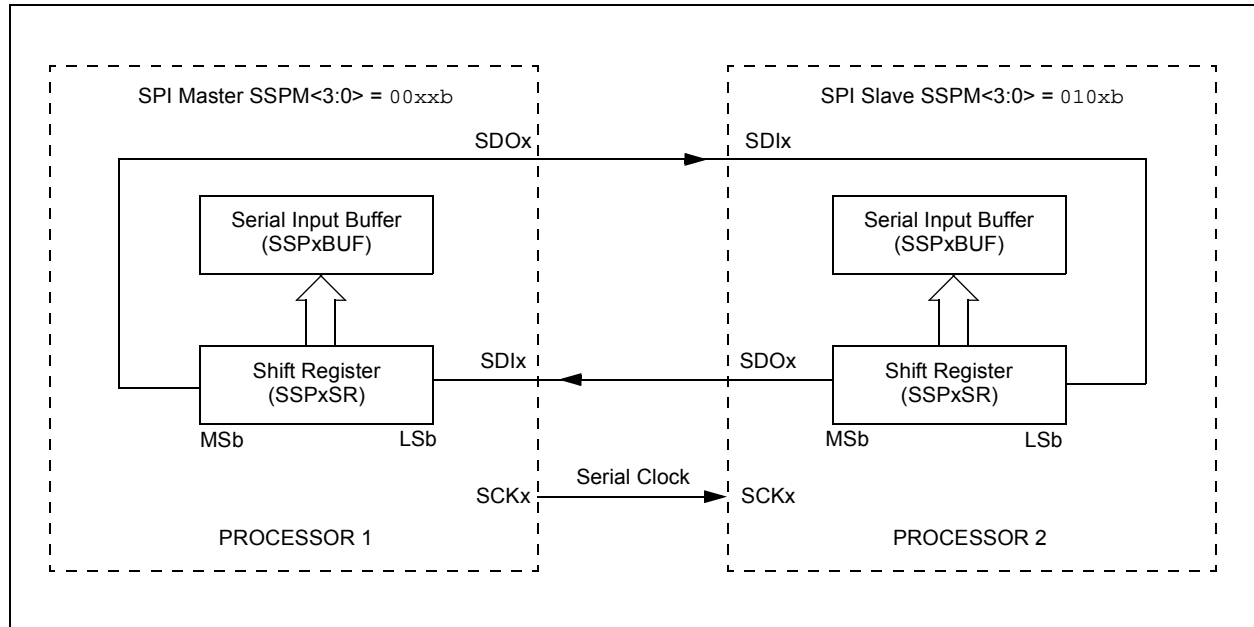 SPI Master SSPM<3:0> = 00xxb
SPI Slave SSPM<3:0> = 010xb
SDOx
SDIx
Serial Input Buffer
(SSPxBUF)
Serial Input Buffer
(SSPxBUF)
Shift Register
(SSPxSR)
SDIx
SDOx
Shift Register
(SSPxSR)
MSb
LSb
MSb
LSb
Serial Clock
SCKx
SCKx
PROCESSOR 1
PROCESSOR 2